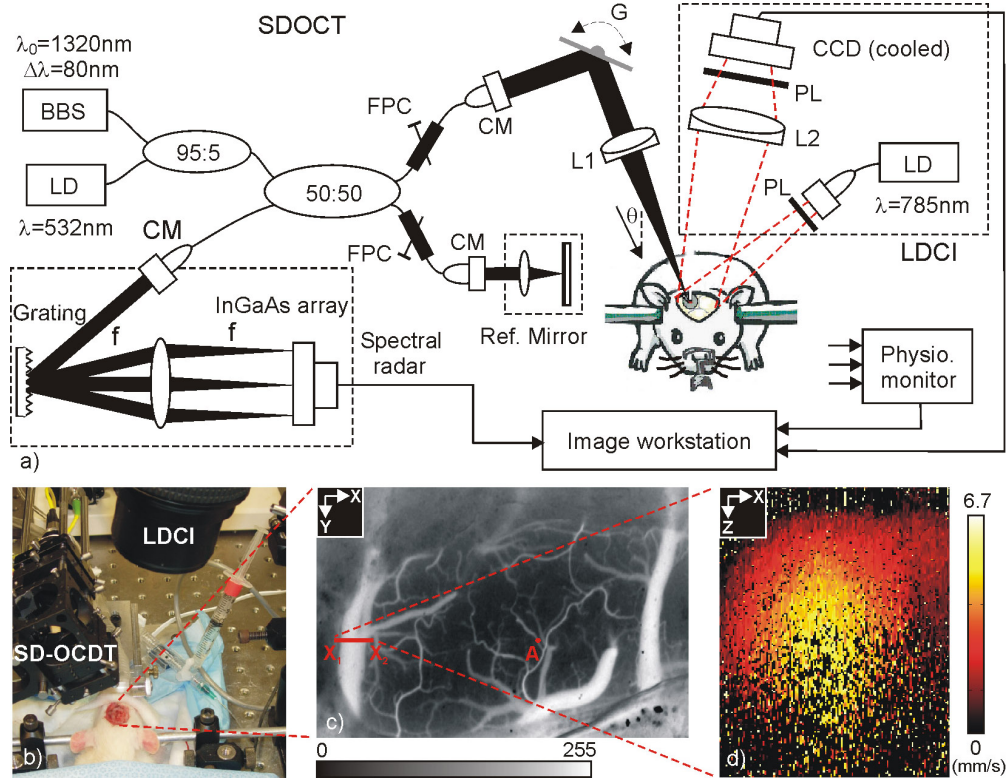 SDOCT
λ₀=1320nm
Δλ=80nm
BBS
LD
λ=532nm
95:5
50:50
CM
FPC
CM
FPC
CM
G
L1
θ
CCD (cooled)
PL
L2
PL
LD
λ=785nm
LDCI
Grating
f
f
InGaAs array
Ref. Mirror
Spectral
radar
Physio.
monitor
Image workstation
a)
LDCI
SD-OCDT
b)
X
Y
X₁
X₂
A
c)
0
255
X
Z
d)
6.7
0
(mm/s)